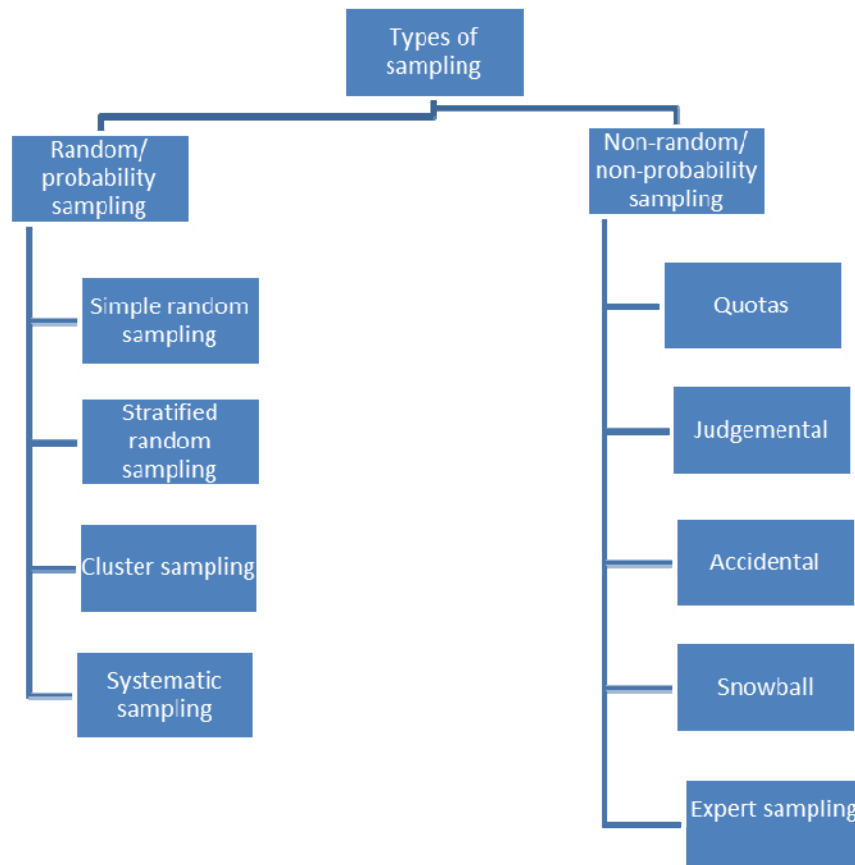 Types of
sampling
Random/
probability
sampling
Non-random/
non-probability
sampling
Simple random
sampling
Stratified
random
sampling
Cluster sampling
Systematic
sampling
Quotas
Judgemental
Accidental
Snowball
Expert sampling